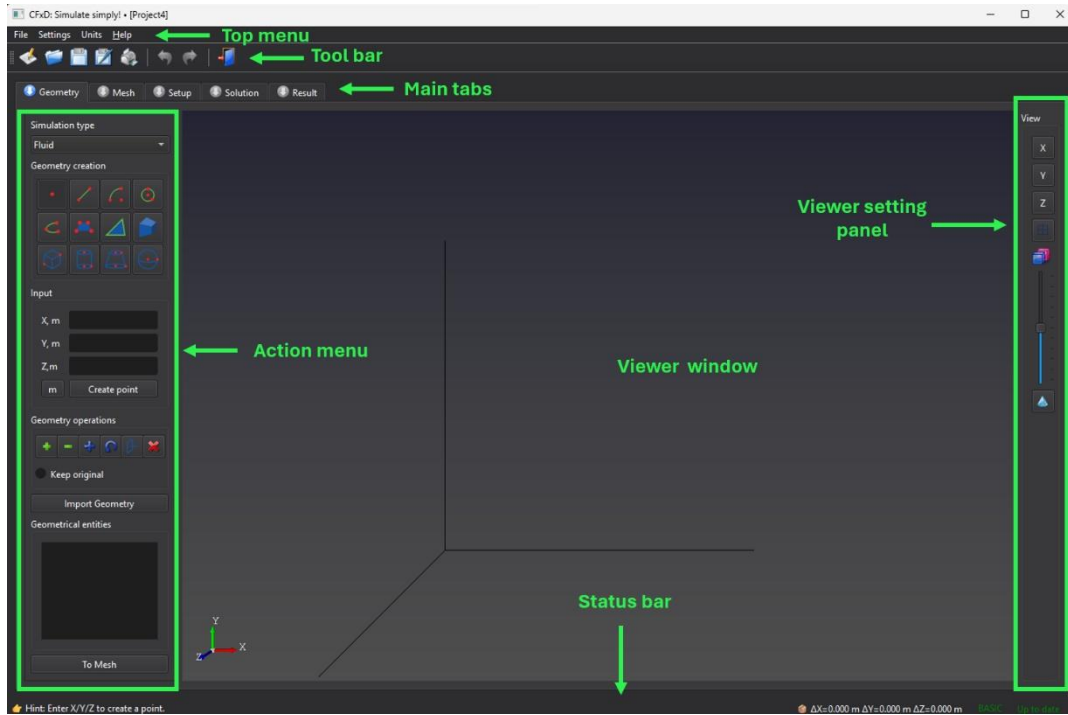 CFxD: Simulate simply! • [Project4]
File Settings Units Help
Top menu
Tool bar
Geometry Mesh Setup Solution Result
Main tabs
Simulation type
Fluid
Geometry creation
Input
X, m
Y, m
Z,m
m Create point
Geometry operations
Keep original
Import Geometry
Geometrical entities
To Mesh
Action menu
Viewer window
Y
X
Z
Viewer setting
panel
View
X
Y
Z
Status bar
Hint: Enter X/Y/Z to create a point.
ΔX=0.000 m ΔY=0.000 m ΔZ=0.000 m BASIC Up to date